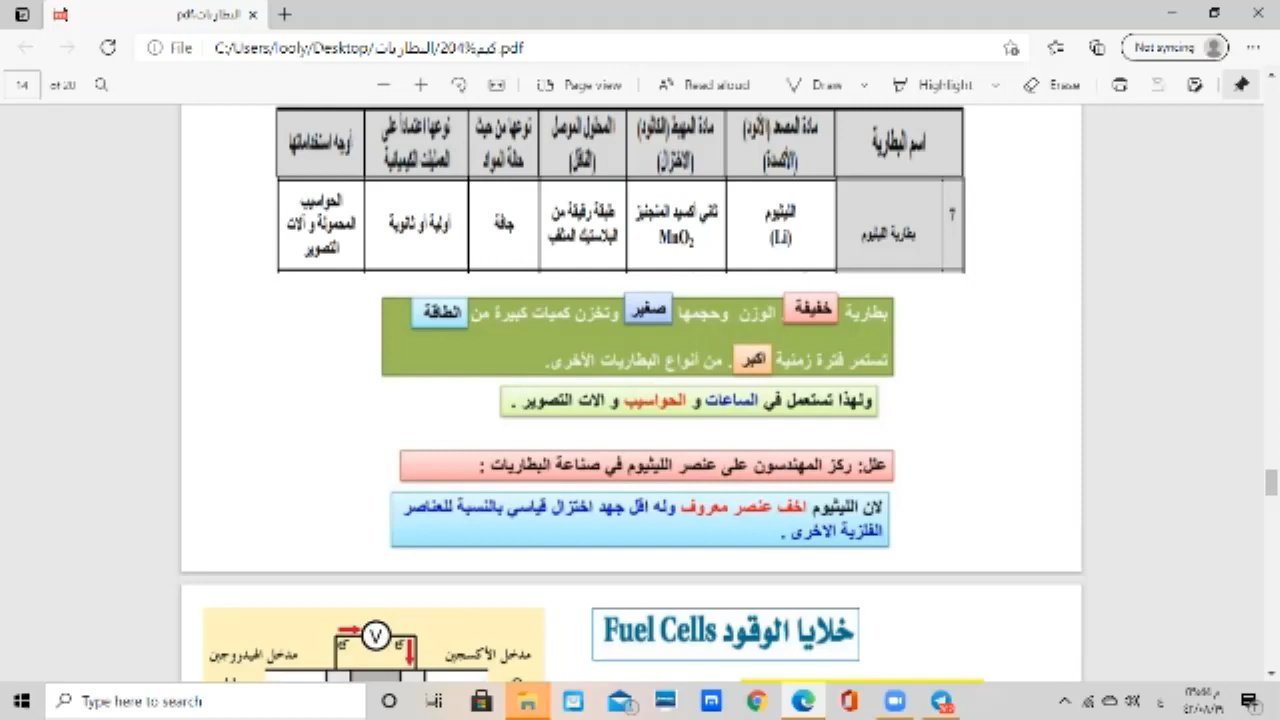 البطاريات.pdf
File
C:/Users/looly/Desktop/البطاريات/204%كيم.pdf
Not syncing
14 of 20
Page view
Read aloud
Draw
Highlight
Erase
اسم البطارية
مادة المصعد (الأنود) (الأكسدة)
مادة المهبط (الكاثود) (الاختزال)
المحلول الموصل (الناقل)
نوعها من حيث حالة المواد
نوعها اعتماداً على العمليات الكيميائية
أوجه استخداماتها
7
بطارية الليثيوم
الليثيوم (Li)
ثاني أكسيد المنجنيز MnO₂
طبقة رقيقة من البلاستيك المثقب
جافة
أولية أو ثانوية
الحواسيب المحمولة و آلات التصوير
بطارية خفيفة الوزن وحجمها صغير وتخزن كميات كبيرة من الطاقة
تستمر فترة زمنية اكبر . من أنواع البطاريات الأخرى.
ولهذا تستعمل في الساعات و الحواسيب و الات التصوير .
علل: ركز المهندسون على عنصر الليثيوم في صناعة البطاريات :
لان الليثيوم اخف عنصر معروف وله اقل جهد اختزال قياسي بالنسبة للعناصر
الفلزية الاخرى .
خلايا الوقود Fuel Cells
V
e⁻ e⁻
مدخل الأكسجين
مدخل الهيدروجين
Type here to search